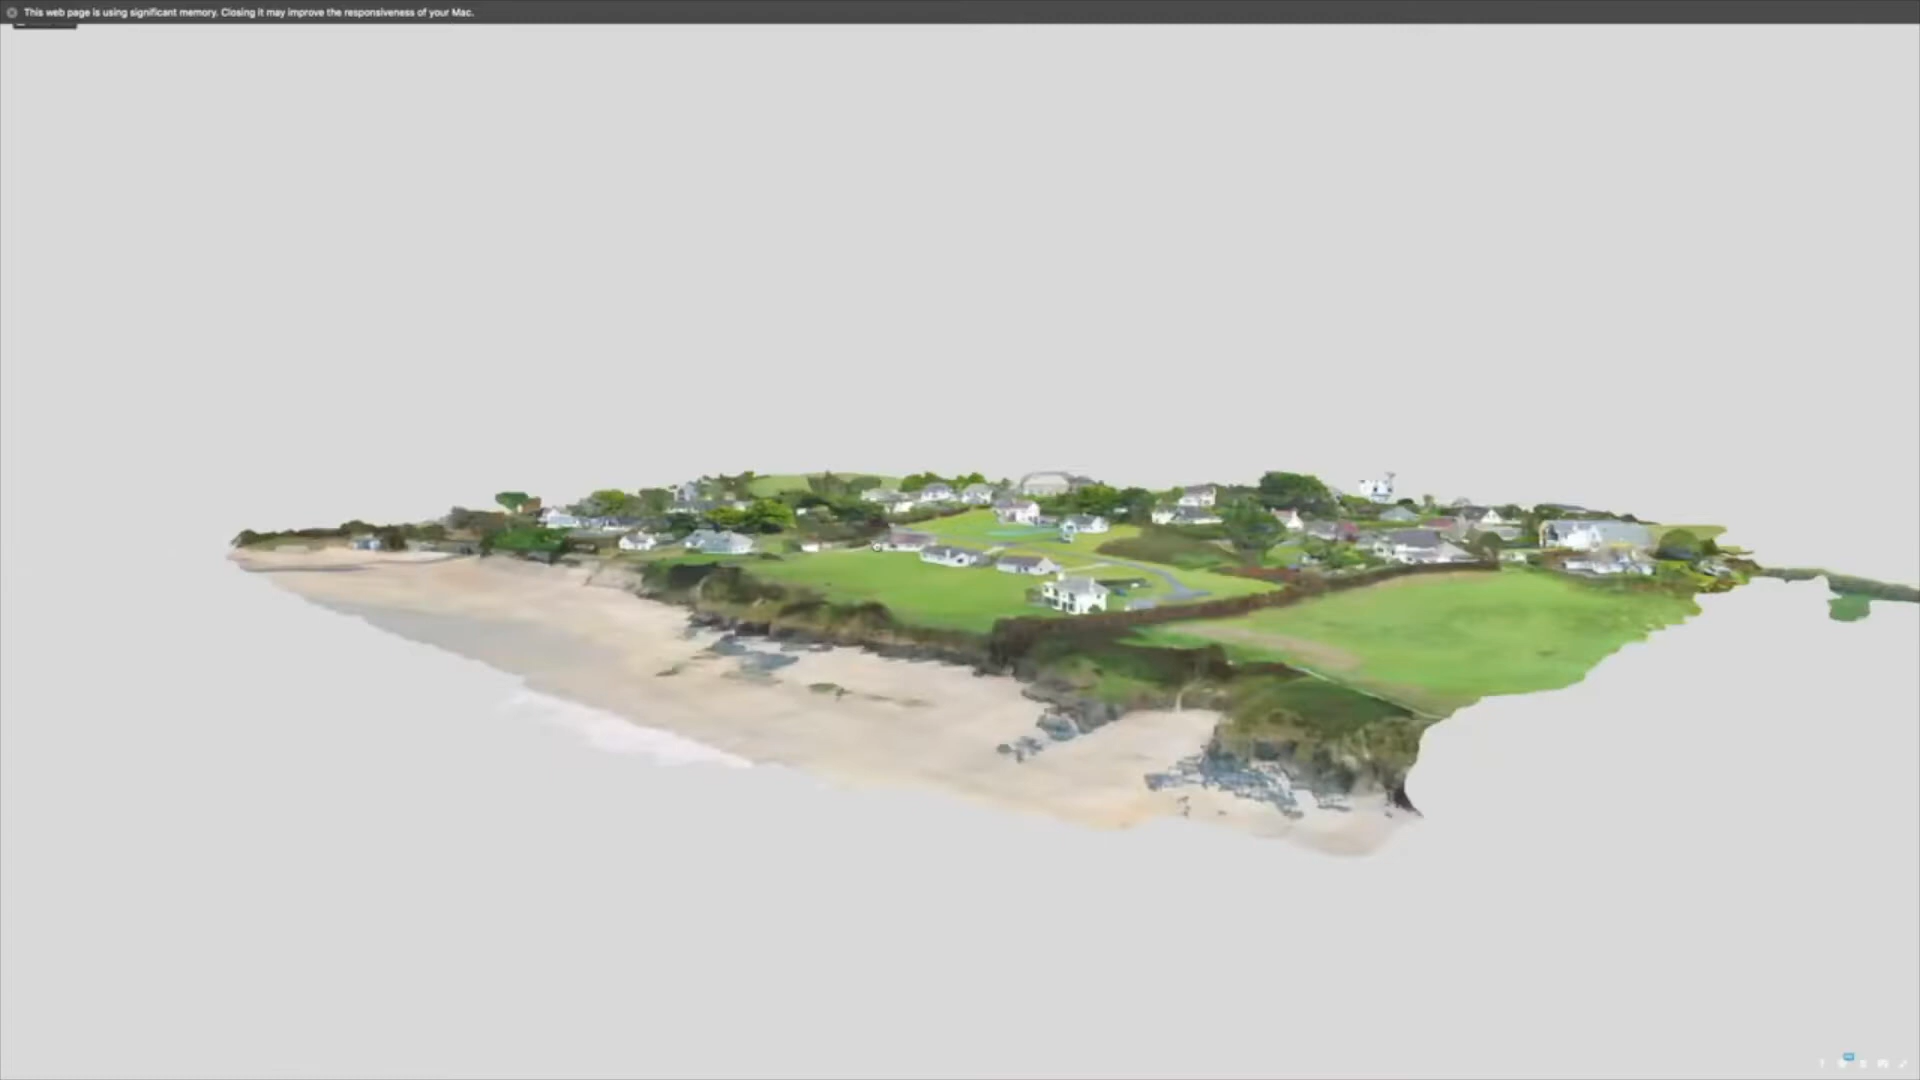 This web page is using significant memory. Closing it may improve the responsiveness of your Mac.